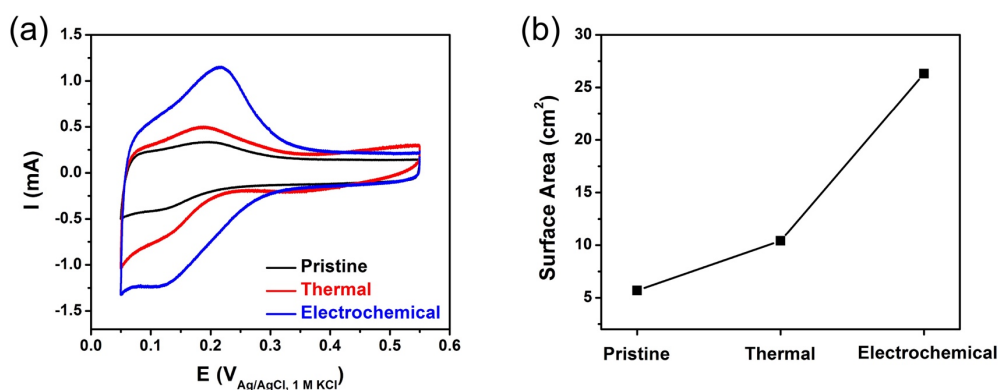 (a)
1.5
1.0
0.5
0.0
-0.5
-1.0
-1.5
I (mA)
Pristine
Thermal
Electrochemical
0.0 0.1 0.2 0.3 0.4 0.5 0.6
E (V Ag/AgCl, 1 M KCl)
(b)
30
25
20
15
10
5
Surface Area (cm²)
Pristine Thermal Electrochemical